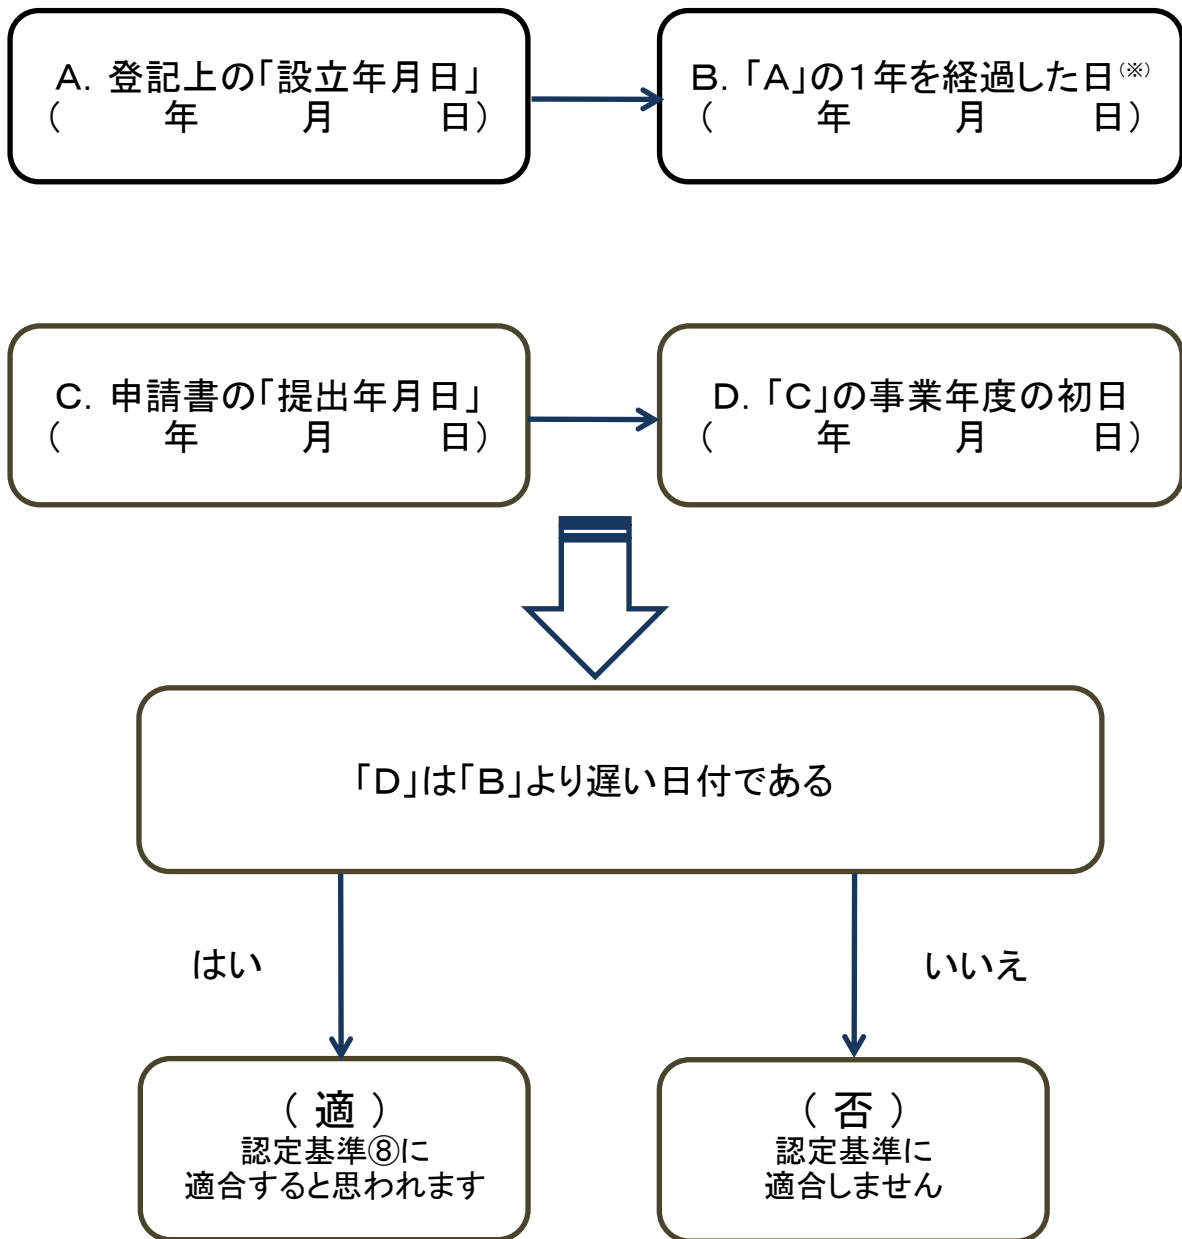 A. 登記上の「設立年月日」
(　　　年　　　月　　　日)
B. 「A」の1年を経過した日(※)
(　　　年　　　月　　　日)
C. 申請書の「提出年月日」
(　　　年　　　月　　　日)
D. 「C」の事業年度の初日
(　　　年　　　月　　　日)
「D」は「B」より遅い日付である
はい
いいえ
( 適 )
認定基準⑧に
適合すると思われます
( 否 )
認定基準に
適合しません